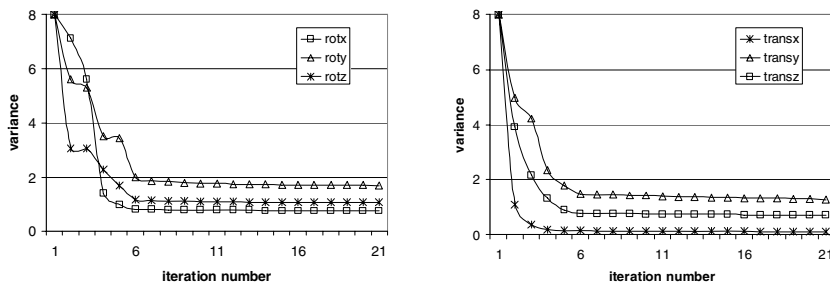 8
6
4
2
0
variance
rotx
roty
rotz
1
6
11
16
21
iteration number
8
6
4
2
0
variance
transx
transy
transz
1
6
11
16
21
iteration number